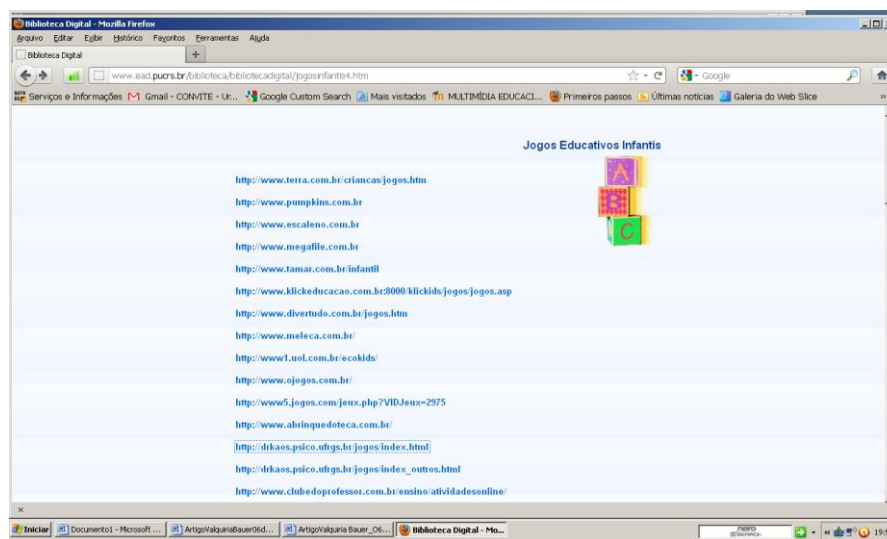 Biblioteca Digital - Mozilla Firefox
Arquivo Editar Exibir Histórico Favoritos Ferramentas Ajuda
Biblioteca Digital
www.ead.pucrs.br/biblioteca/bibliotecadigital/jogosinfantis4.htm
Google
Serviços e Informações Gmail - CONVITE - Ur... Google Custom Search Mais visitados MULTIMÍDIA EDUCACI... Primeiros passos Últimas notícias Galeria do Web Slice
Jogos Educativos Infantis
A
B
C
http://www.terra.com.br/criancas/jogos.htm
http://www.pumpkins.com.br
http://www.escaleno.com.br
http://www.megafile.com.br
http://www.tamar.com.br/infantil
http://www.klickeducacao.com.br:8000/klickids/jogos/jogos.asp
http://www.divertudo.com.br/jogos.htm
http://www.meleca.com.br/
http://www1.uol.com.br/ecokids/
http://www.ojogos.com.br/
http://www5.jogos.com/jeux.php?VIDJeux=2975
http://www.abrinquedoteca.com.br/
http://drkaos.psico.ufrgs.br/jogos/index.html
http://drkaos.psico.ufrgs.br/jogos/index_outros.html
http://www.clubedoprofessor.com.br/ensino/atividadesonline/
Iniciar Documento1 - Microsoft ... ArtigoValquiriaBauer06d... ArtigoValquiria Bauer_O6... Biblioteca Digital - Mo...